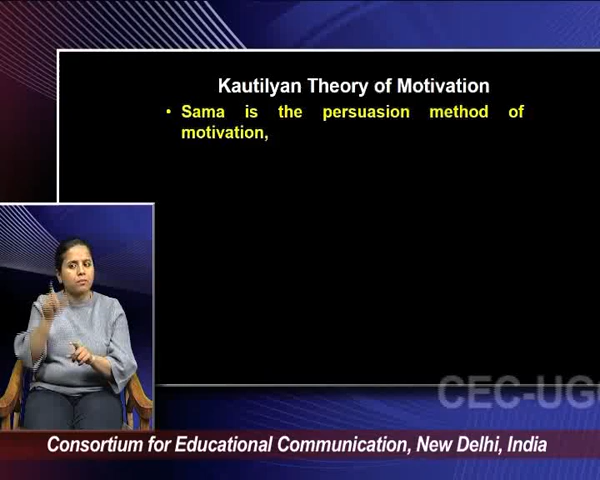 Kautilyan Theory of Motivation
• Sama is the persuasion method of
motivation,
CEC-UG
Consortium for Educational Communication, New Delhi, India